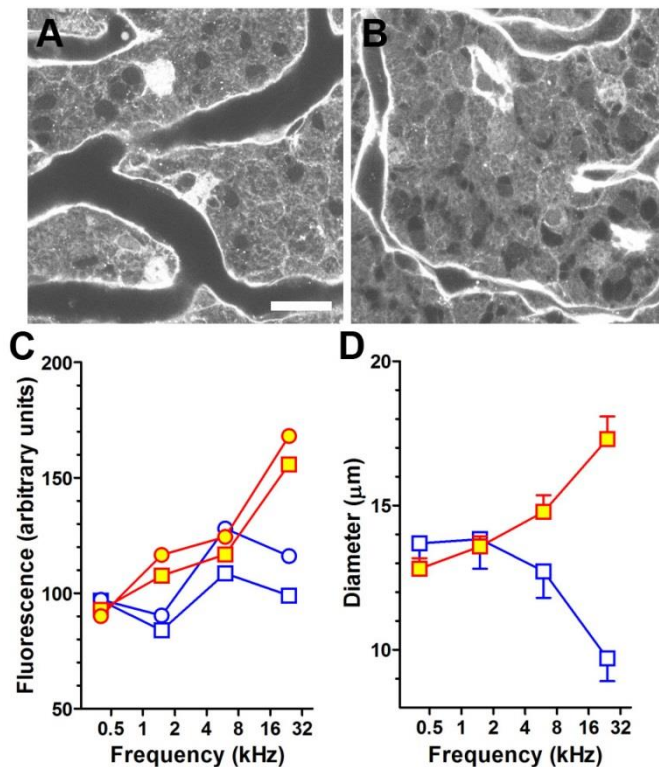 A
B
C
D
200
150
100
50
Fluorescence (arbitrary units)
0.5 1 2 4 8 16 32
Frequency (kHz)
20
15
10
Diameter (μm)
0.5 1 2 4 8 16 32
Frequency (kHz)